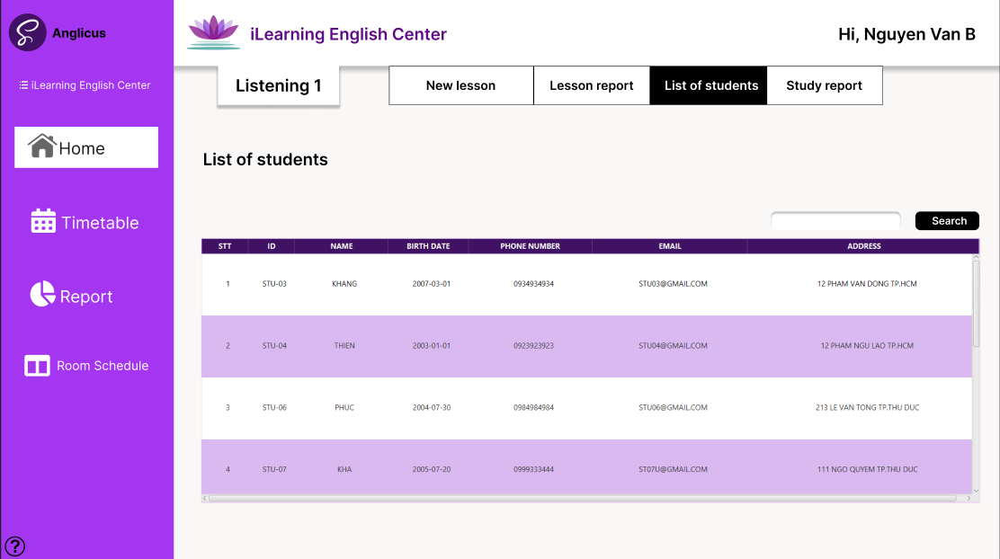 Anglicus
iLearning English Center
Hi, Nguyen Van B
iLearning English Center
Listening 1
New lesson
Lesson report
List of students
Study report
Home
Timetable
Report
Room Schedule
List of students
Search
STT ID NAME BIRTH DATE PHONE NUMBER EMAIL ADDRESS
1 STU-03 KHANG 2007-03-01 0934934934 STU03@GMAIL.COM 12 PHAM VAN DONG TP.HCM
2 STU-04 THIEN 2003-01-01 0923923923 STU04@GMAIL.COM 12 PHAM NGU LAO TP.HCM
3 STU-06 PHUC 2004-07-30 0984984984 STU06@GMAIL.COM 213 LE VAN TONG TP.THU DUC
4 STU-07 KHA 2005-07-20 0999333444 ST07U@GMAIL.COM 111 NGO QUYEM TP.THU DUC
?